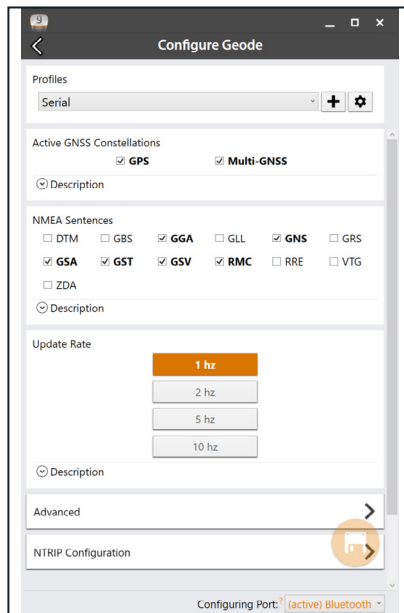 g
Configure Geode
Profiles
Serial
Active GNSS Constellations
GPS Multi-GNSS
Description
NMEA Sentences
DTM GBS GGA GLL GNS GRS
GSA GST GSV RMC RRE VTG
ZDA
Description
Update Rate
1 hz
2 hz
5 hz
10 hz
Description
Advanced
NTRIP Configuration
Configuring Port: ? (active) Bluetooth